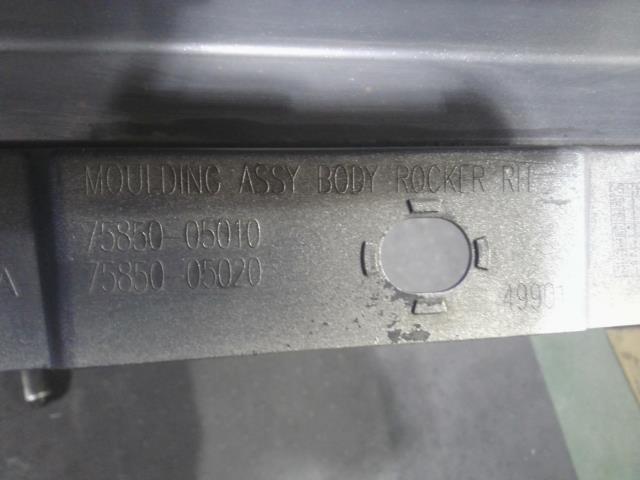 MOULDING ASSY BODY ROCKER RH
75850-05010
75850-05020
49901
A